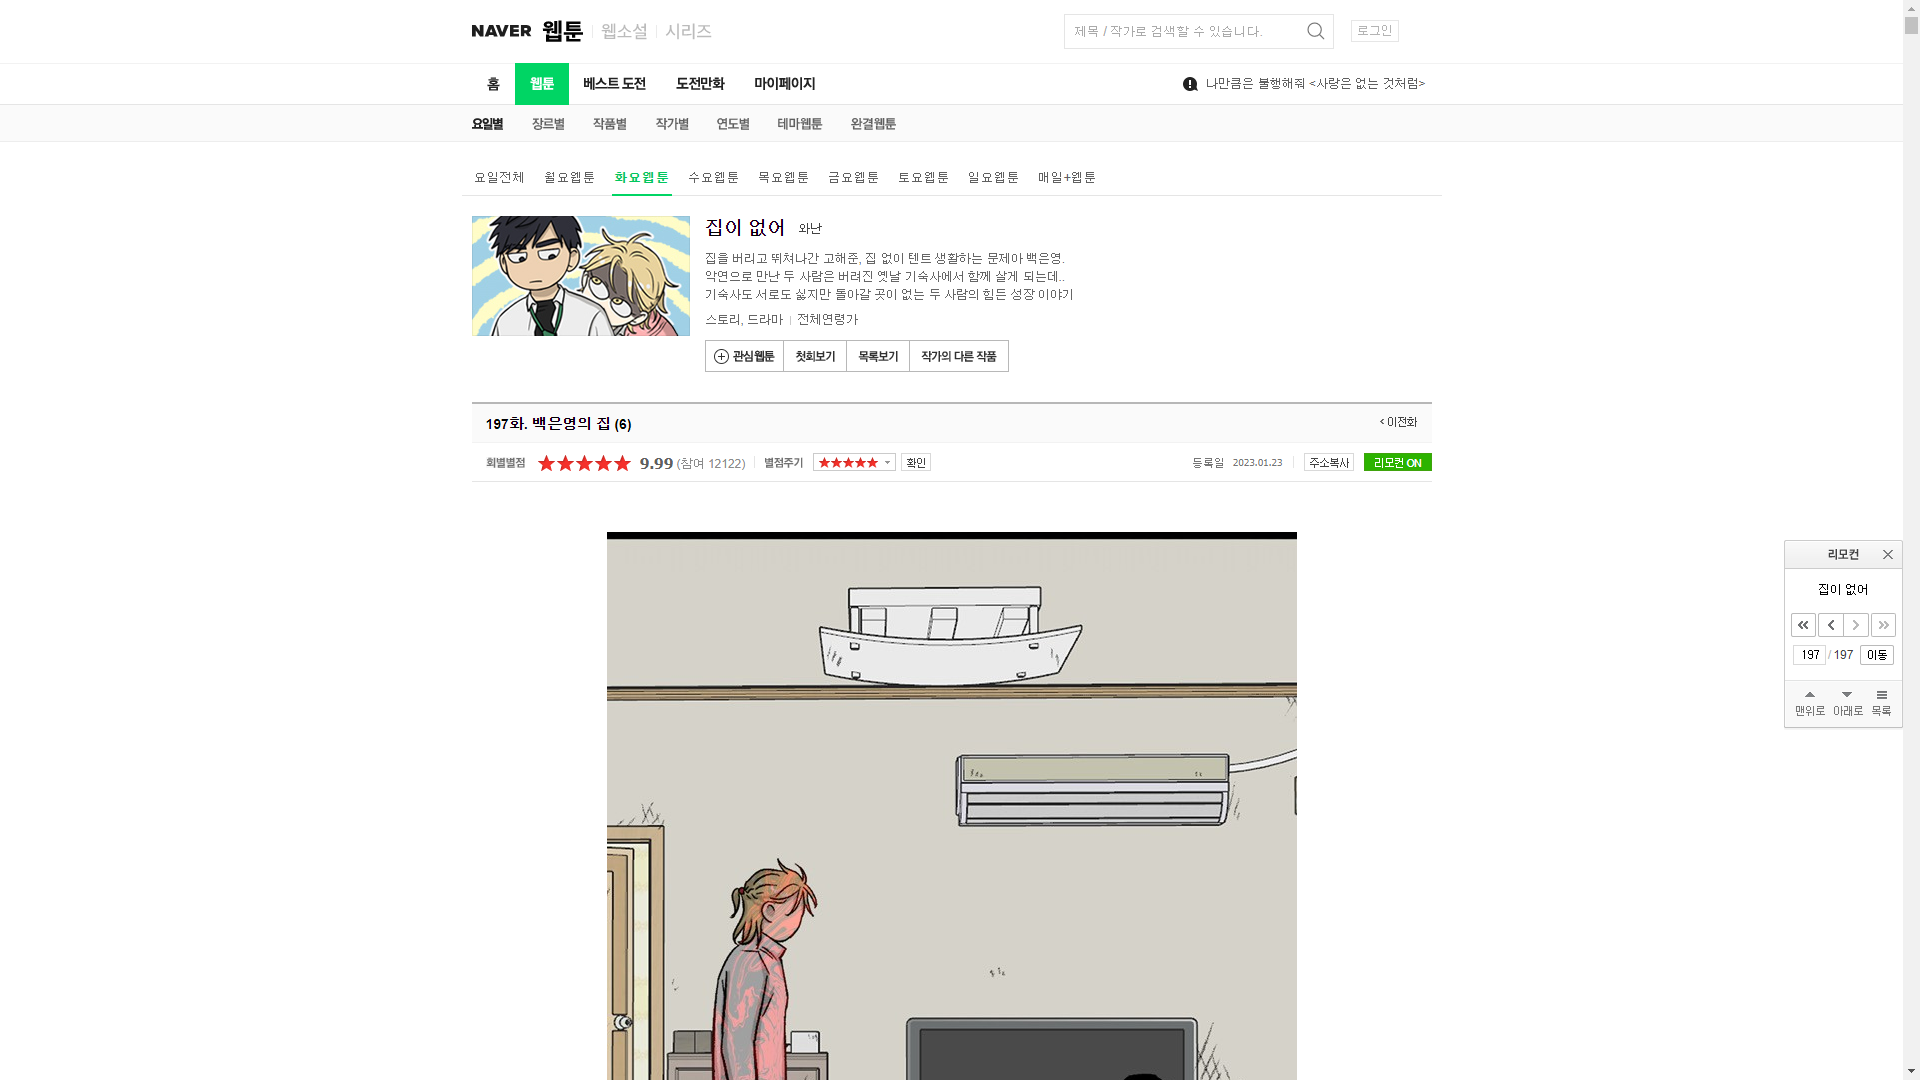 NAVER 웹툰 웹소설 시리즈
제목 / 작가로 검색할 수 있습니다.
로그인
홈 웹툰 베스트 도전 도전만화 마이페이지
나만큼은 불행해줘 <사랑은 없는 것처럼>
요일별 장르별 작품별 작가별 연도별 테마웹툰 완결웹툰
요일전체 월요웹툰 화요웹툰 수요웹툰 목요웹툰 금요웹툰 토요웹툰 일요웹툰 매일+웹툰
집이 없어 와난
집을 버리고 뛰쳐나간 고해준, 집 없이 텐트 생활하는 문제아 백은영.
악연으로 만난 두 사람은 버려진 옛날 기숙사에서 함께 살게 되는데..
기숙사도 서로도 싫지만 돌아갈 곳이 없는 두 사람의 힘든 성장 이야기
스토리, 드라마 전체연령가
관심웹툰 첫회보기 목록보기 작가의 다른 작품
197화. 백은영의 집 (6)
이전화
회별별점 9.99 (참여 12122) 별점주기 확인
등록일 2023.01.23 주소복사 리모컨 ON
리모컨
집이 없어
197 / 197 이동
맨위로 아래로 목록